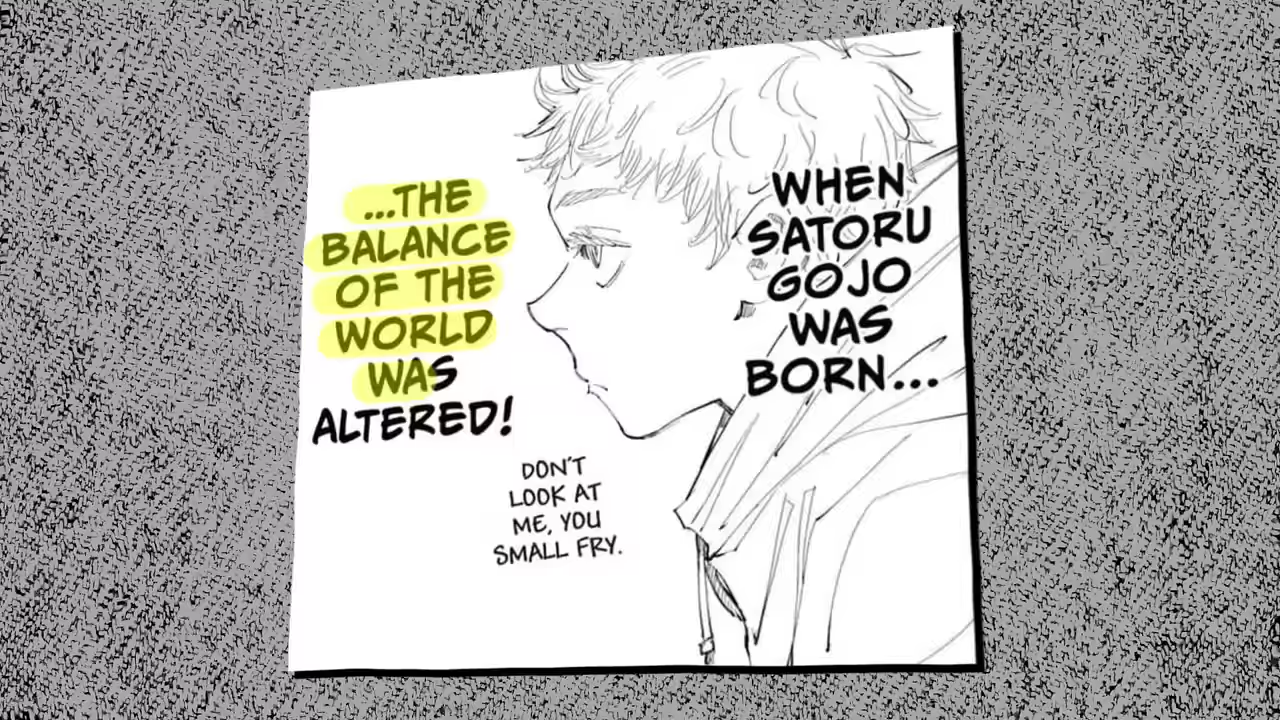 WHEN
SATORU
GOJO
WAS
BORN...
...THE
BALANCE
OF THE
WORLD
WAS
ALTERED!
DON'T
LOOK AT
ME, YOU
SMALL FRY.